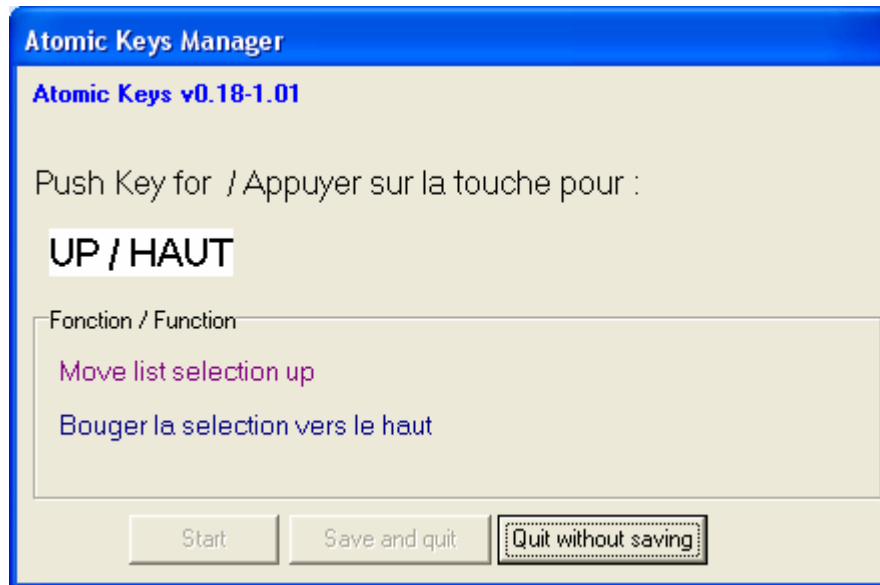 Atomic Keys Manager
Atomic Keys v0.18-1.01
Push Key for / Appuyer sur la touche pour :
UP / HAUT
Fonction / Function
Move list selection up
Bouger la selection vers le haut
Start Save and quit Quit without saving